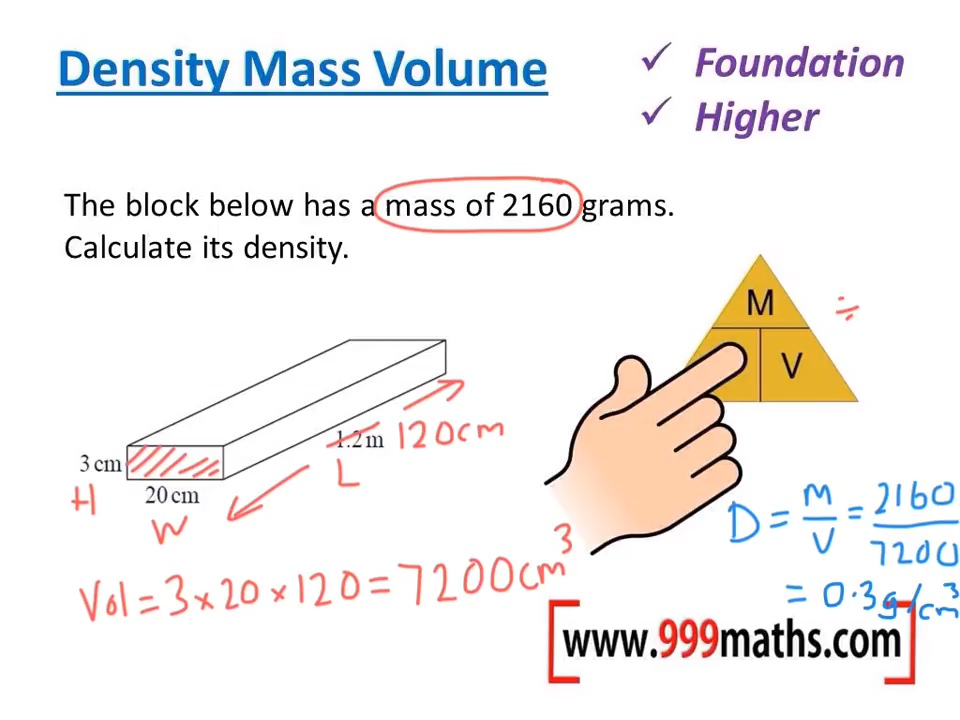 Density Mass Volume
✓ Foundation
✓ Higher
The block below has a mass of 2160 grams.
Calculate its density.
M
V
÷
1.2 m 120cm
L
3 cm
H
20 cm
W
Vol = 3 × 20 × 120 = 7200cm³
D = M/V = 2160/7200
= 0.3g/cm³
www.999maths.com